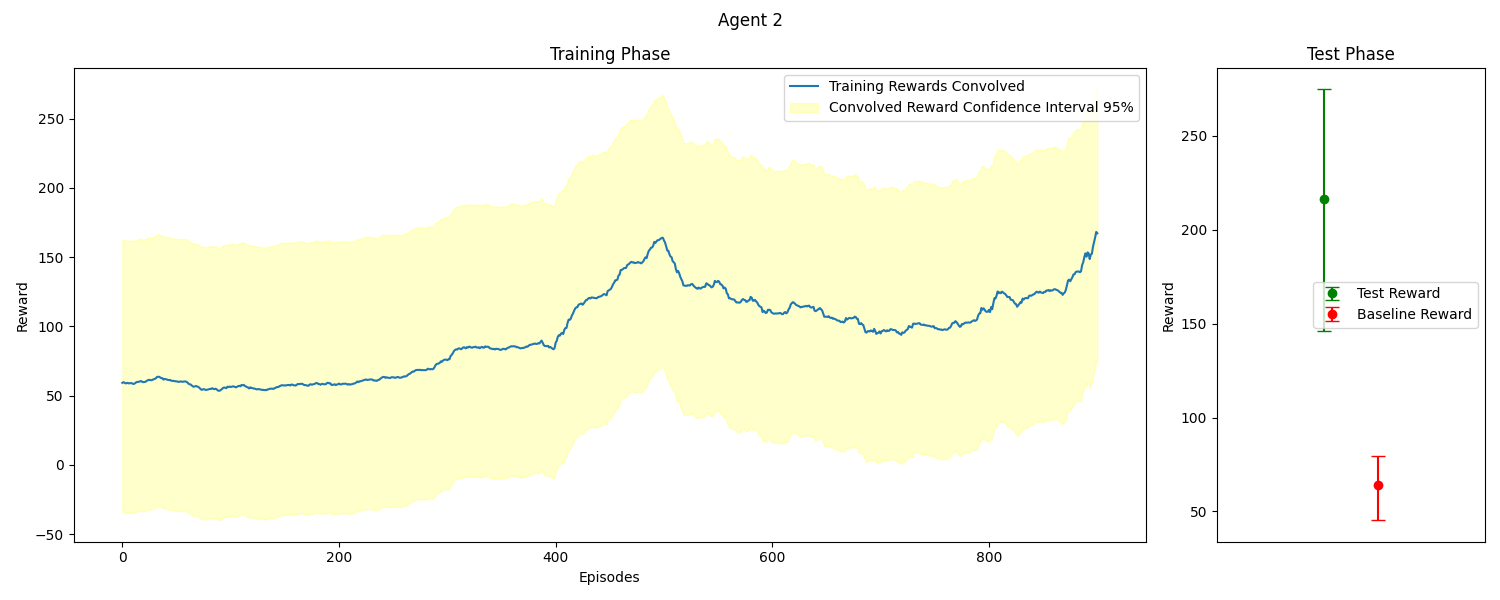 Agent 2
Training Phase
Reward
250
200
150
100
50
0
−50
0
200
400
600
800
Episodes
Training Rewards Convolved
Convolved Reward Confidence Interval 95%
Test Phase
Reward
250
200
150
100
50
Test Reward
Baseline Reward